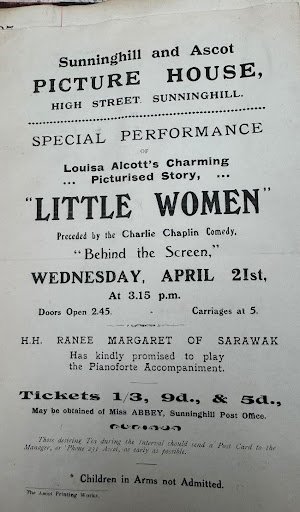 Sunninghill and Ascot
PICTURE HOUSE,
HIGH STREET. SUNNINGHILL.
SPECIAL PERFORMANCE
OF
Louisa Alcott's Charming
... Picturised Story, ...
"LITTLE WOMEN"
Preceded by the Charlie Chaplin Comedy,
"Behind the Screen,"
WEDNESDAY, APRIL 21st,
At 3.15 p.m.
Doors Open 2.45. - Carriages at 5.
H.H. RANEE MARGARET OF SARAWAK
Has kindly promised to play
the Pianoforte Accompaniment.
Tickets 1/3, 9d., & 5d.,
May be obtained of Miss ABBEY, Sunninghill Post Office.
Those desiring Tea during the Interval should send a Post Card to the
Manager, or 'Phone 231 Ascot, as early as possible.
* Children in Arms not Admitted.
The Ascot Printing Works.